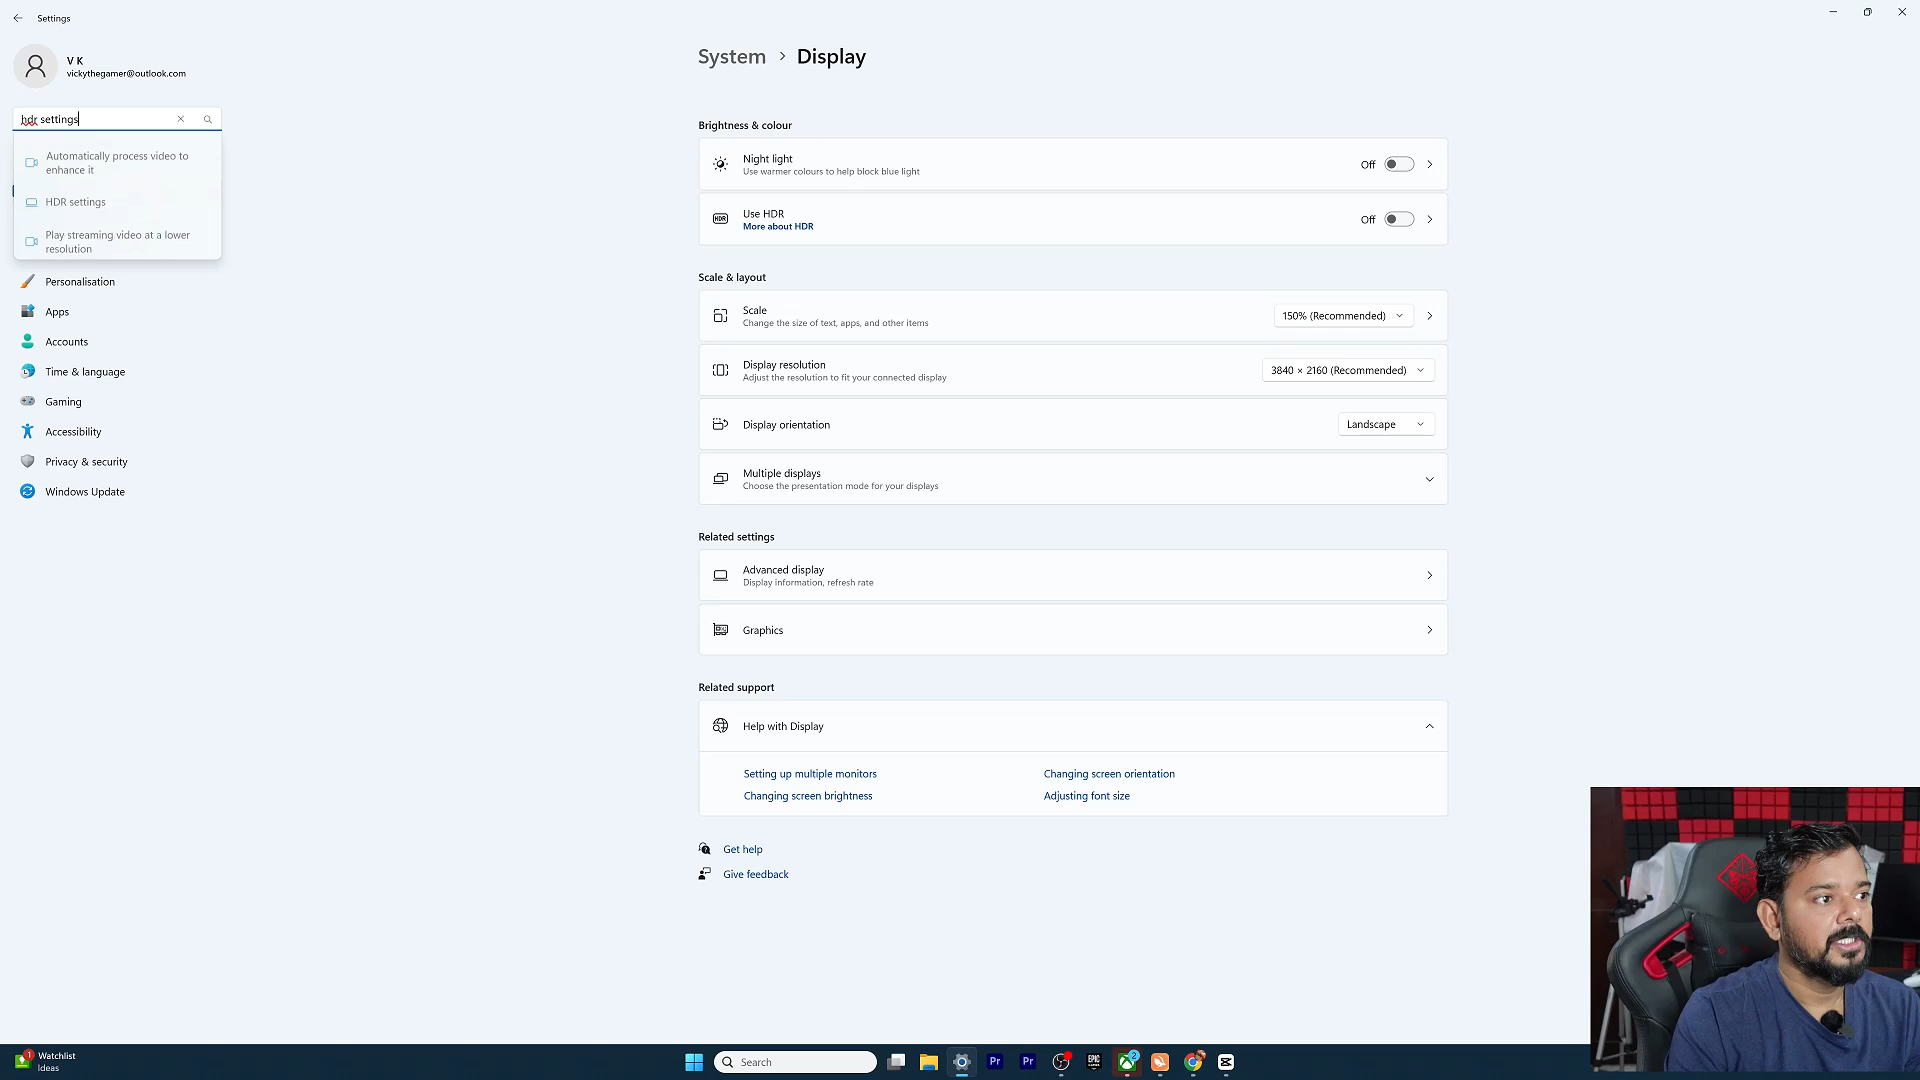 Settings
V K
vickythegamer@outlook.com
System > Display
hdr settings
Automatically process video to
enhance it
HDR settings
Play streaming video at a lower
resolution
Personalisation
Apps
Accounts
Time & language
Gaming
Accessibility
Privacy & security
Windows Update
Brightness & colour
Night light
Use warmer colours to help block blue light
Off
HDR
Use HDR
More about HDR
Off
Scale & layout
Scale
Change the size of text, apps, and other items
150% (Recommended)
Display resolution
Adjust the resolution to fit your connected display
3840 × 2160 (Recommended)
Display orientation
Landscape
Multiple displays
Choose the presentation mode for your displays
Related settings
Advanced display
Display information, refresh rate
Graphics
Related support
Help with Display
Setting up multiple monitors
Changing screen orientation
Changing screen brightness
Adjusting font size
Get help
Give feedback
1
Watchlist
Ideas
Search
Pr
Pr
EPIC
2